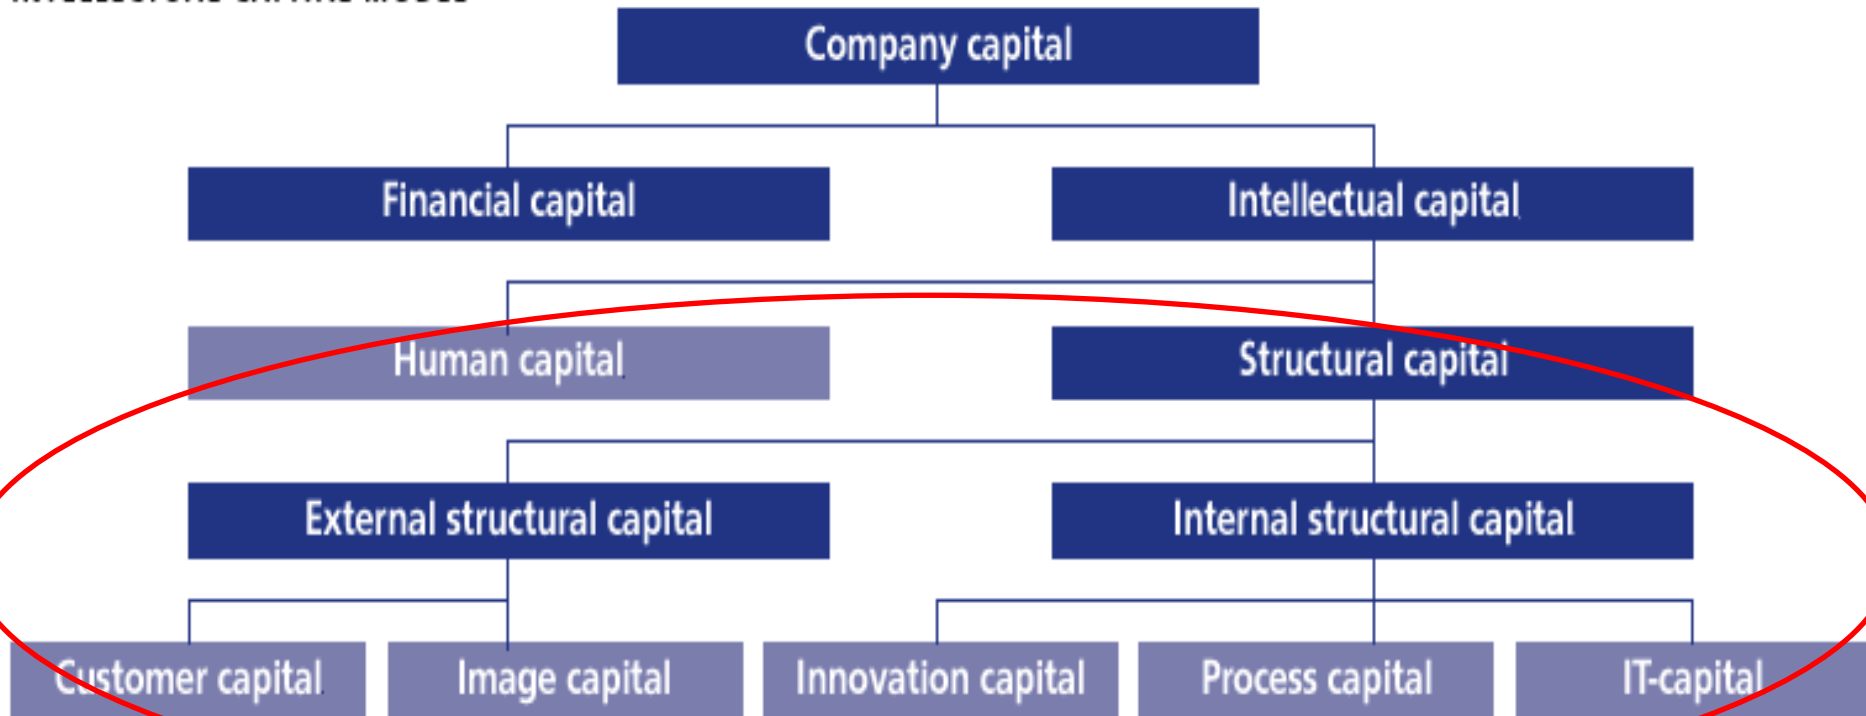 Company capital
Financial capital
Intellectual capital
Human capital
Structural capital
External structural capital
Internal structural capital
Customer capital
Image capital
Innovation capital
Process capital
IT-capital